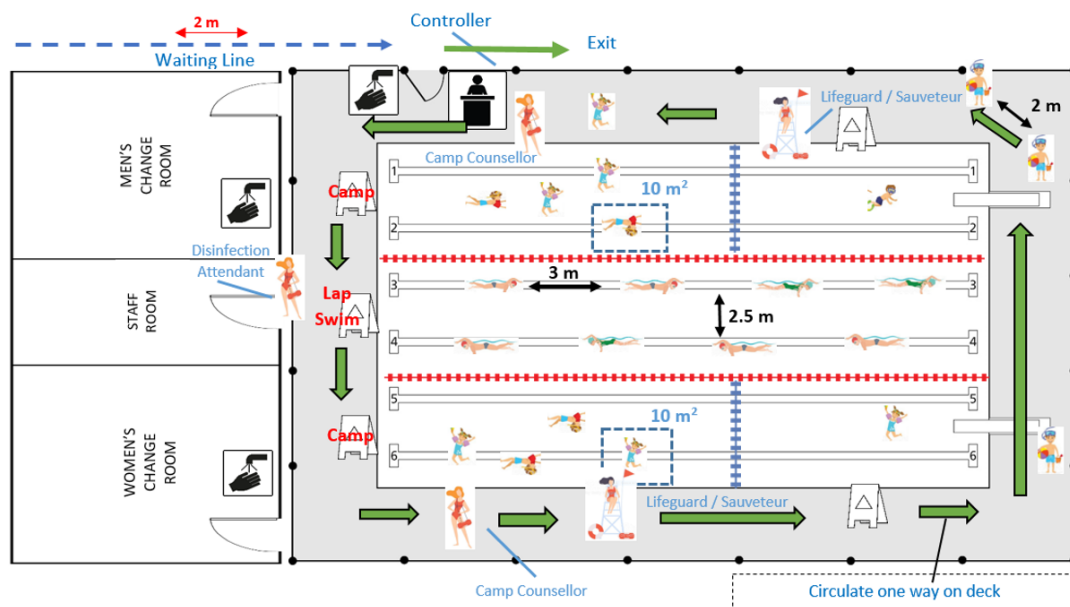 2 m
Controller
Waiting Line
Exit
Lifeguard / Sauveteur
2 m
Camp Counsellor
MEN'S
CHANGE
ROOM
1
1
10 m²
Camp
2
2
Disinfection
Attendant
3
3 m
3
Lap
Swim
STAFF
ROOM
2.5 m
4
4
5
5
10 m²
Camp
WOMEN'S
CHANGE
ROOM
6
6
Lifeguard / Sauveteur
Camp Counsellor
Circulate one way on deck